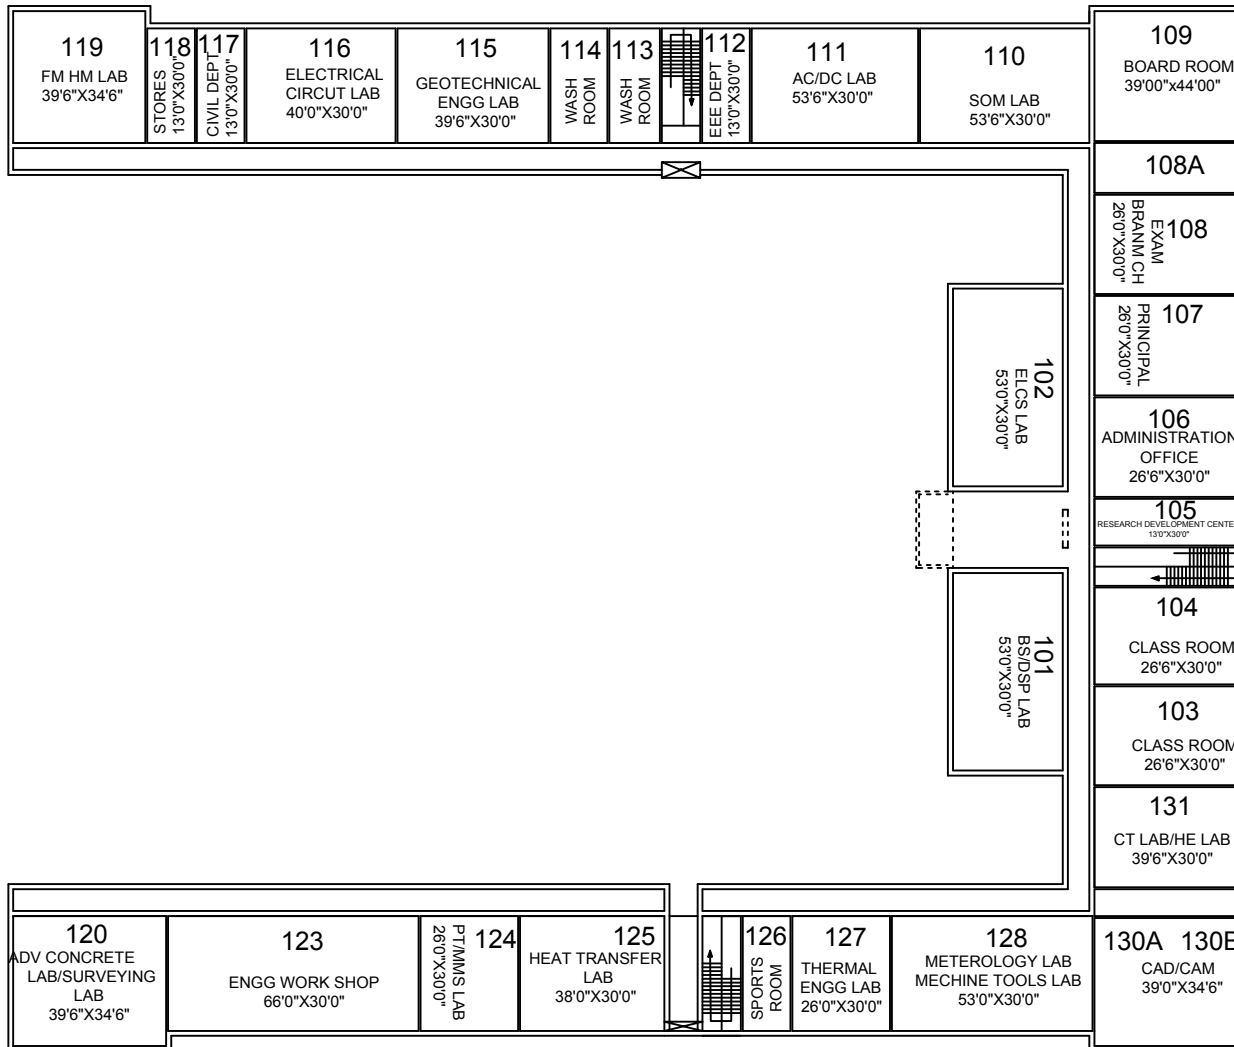 119
FM HM LAB
39'6"X34'6"
118
STORES
13'0"X30'0"
117
CIVIL DEPT
13'0"X30'0"
116
ELECTRICAL
CIRCUT LAB
40'0"X30'0"
115
GEOTECHNICAL
ENGG LAB
39'6"X30'0"
114
WASH
ROOM
113
WASH
ROOM
112
EEE DEPT
13'0"X30'0"
111
AC/DC LAB
53'6"X30'0"
110
SOM LAB
53'6"X30'0"
109
BOARD ROOM
39'00"x44'00"
108A
108
EXAM
BRANM CH
26'0"X30'0"
107
PRINCIPAL
26'0"X30'0"
102
ELCS LAB
53'0"X30'0"
106
ADMINISTRATION
OFFICE
26'6"X30'0"
105
RESEARCH DEVELOPMENT CENTE
13'0"X30'0"
104
CLASS ROOM
26'6"X30'0"
101
BS/DSP LAB
53'0"X30'0"
103
CLASS ROOM
26'6"X30'0"
131
CT LAB/HE LAB
39'6"X30'0"
120
ADV CONCRETE
LAB/SURVEYING
LAB
39'6"X34'6"
123
ENGG WORK SHOP
66'0"X30'0"
124
PT/MMS LAB
26'0"X30'0"
125
HEAT TRANSFER
LAB
38'0"X30'0"
126
SPORTS
ROOM
127
THERMAL
ENGG LAB
26'0"X30'0"
128
METEROLOGY LAB
MECHINE TOOLS LAB
53'0"X30'0"
130A 130B
CAD/CAM
39'0"X34'6"